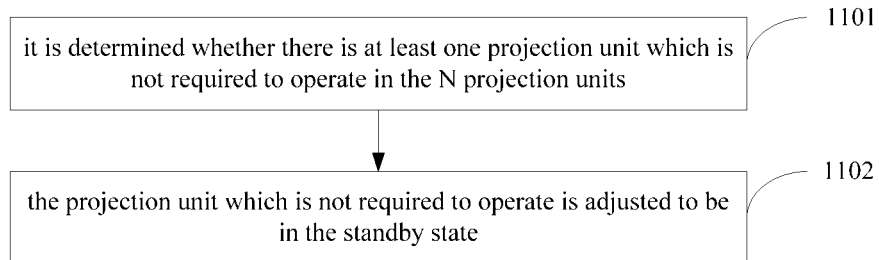 1101
it is determined whether there is at least one projection unit which is
not required to operate in the N projection units
1102
the projection unit which is not required to operate is adjusted to be
in the standby state